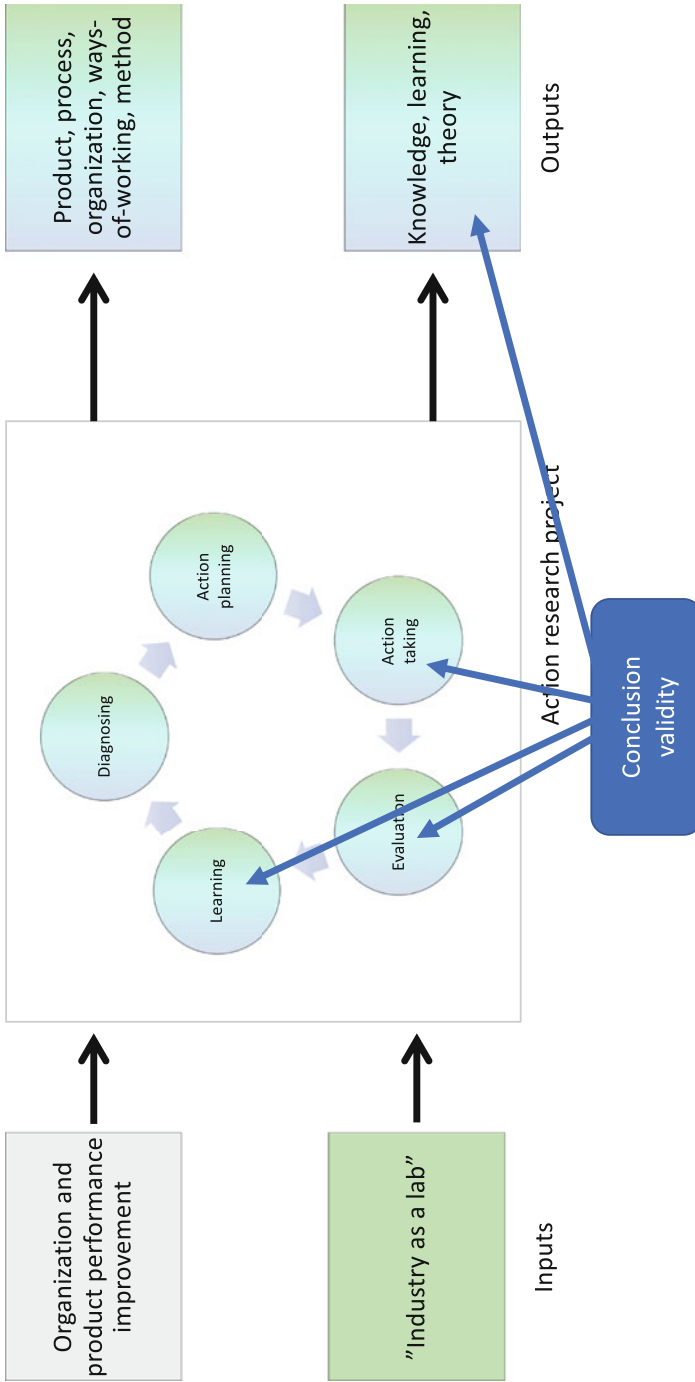 Organization and
product performance
improvement
”Industry as a lab”
Inputs
Diagnosing
Action
planning
Action
taking
Evaluation
Learning
Action research project
Product, process,
organization, ways-
of-working, method
Knowledge, learning,
theory
Outputs
Conclusion
validity